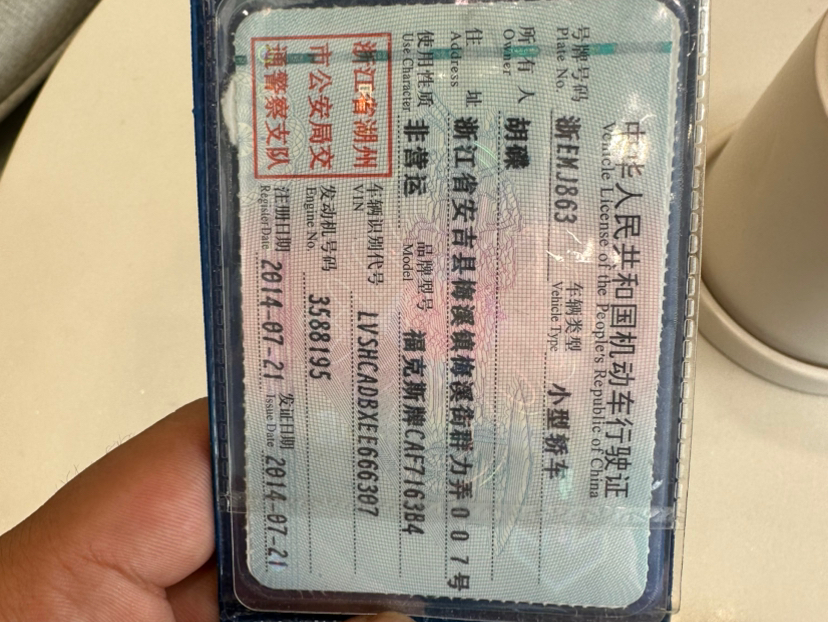 中华人民共和国机动车行驶证
Vehicle License of the People's Republic of China
号牌号码 浙EMJ863 车辆类型 小型轿车
Plate No. Vehicle Type
所有人 胡磔
Owner
住址 浙江省安吉县梅溪镇梅溪街群力弄007号
Address
使用性质 非营运 品牌型号 福克斯牌CAF7163B4
Use Character Model
浙江省湖州
市公安局交
通警察支队
车辆识别代号 LVSHCADBXEE666307
VIN
发动机号码 3588195
Engine No.
注册日期 2014-07-21 发证日期 2014-07-21
Register Date Issue Date